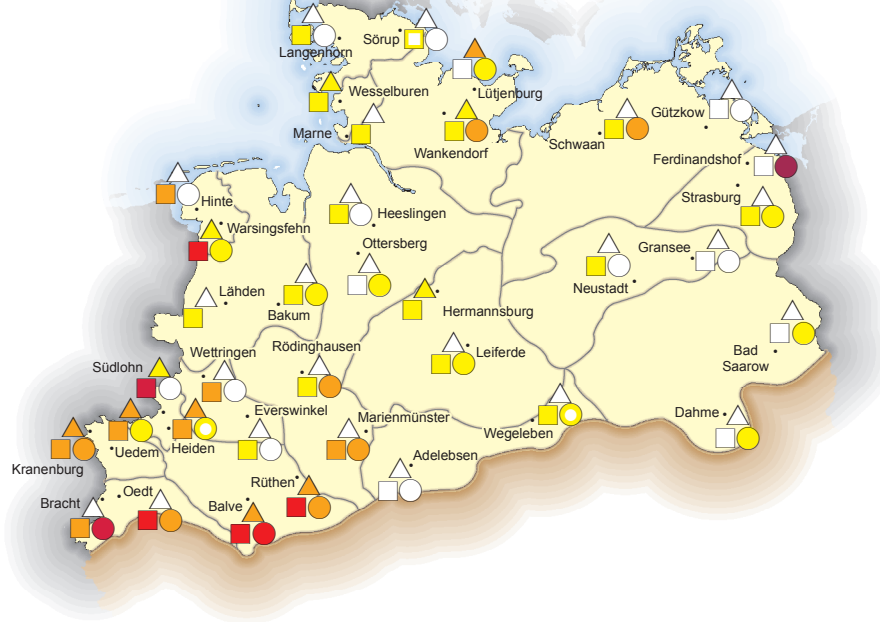 Langenhorn
Sörup
Wesselburen
Lütjenburg
Marne
Wankendorf
Schwaan
Gützkow
Ferdinandshof
Strasburg
Hinte
Warsingsfehn
Heeslingen
Ottersberg
Gransee
Neustadt
Lähden
Bakum
Hermannsburg
Bad
Saarow
Südlohn
Wettringen
Rödinghausen
Leiferde
Everswinkel
Marienmünster
Wegeleben
Dahme
Kranenburg
Uedem
Heiden
Adelebsen
Bracht
Oedt
Balve
Rüthen